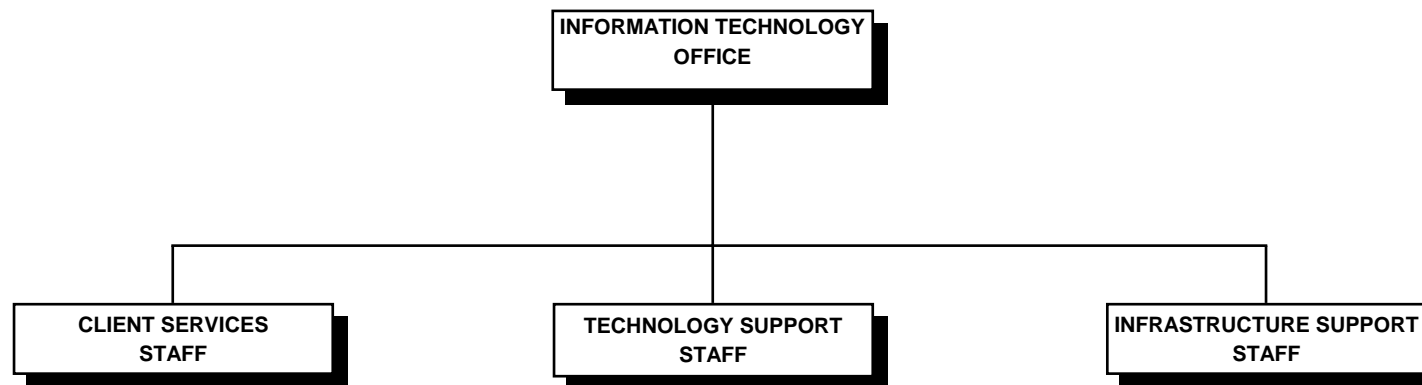 INFORMATION TECHNOLOGY
OFFICE
CLIENT SERVICES
STAFF
TECHNOLOGY SUPPORT
STAFF
INFRASTRUCTURE SUPPORT
STAFF